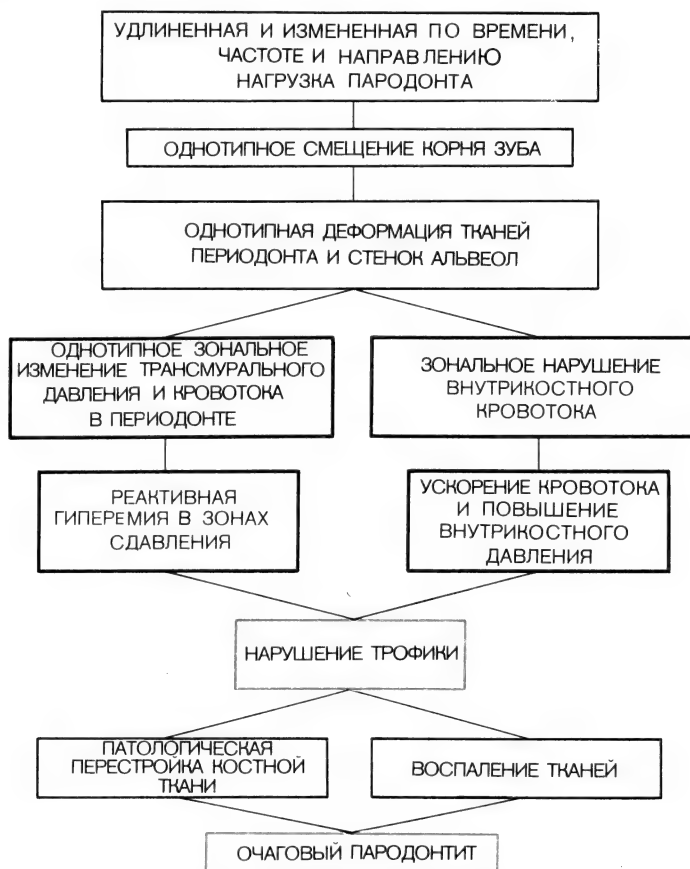 УДЛИНЕННАЯ И ИЗМЕНЕННАЯ ПО ВРЕМЕНИ,
ЧАСТОТЕ И НАПРАВЛЕНИЮ
НАГРУЗКА ПАРОДОНТА
ОДНОТИПНОЕ СМЕЩЕНИЕ КОРНЯ ЗУБА
ОДНОТИПНАЯ ДЕФОРМАЦИЯ ТКАНЕЙ
ПЕРИОДОНТА И СТЕНОК АЛЬВЕОЛ
ОДНОТИПНОЕ ЗОНАЛЬНОЕ
ИЗМЕНЕНИЕ ТРАНСМУРАЛЬНОГО
ДАВЛЕНИЯ И КРОВОТОКА
В ПЕРИОДОНТЕ
ЗОНАЛЬНОЕ НАРУШЕНИЕ
ВНУТРИКОСТНОГО
КРОВОТОКА
РЕАКТИВНАЯ
ГИПЕРЕМИЯ В ЗОНАХ
СДАВЛЕНИЯ
УСКОРЕНИЕ КРОВОТОКА
И ПОВЫШЕНИЕ
ВНУТРИКОСТНОГО
ДАВЛЕНИЯ
НАРУШЕНИЕ ТРОФИКИ
ПАТОЛОГИЧЕСКАЯ
ПЕРЕСТРОЙКА КОСТНОЙ
ТКАНИ
ВОСПАЛЕНИЕ ТКАНЕЙ
ОЧАГОВЫЙ ПАРОДОНТИТ